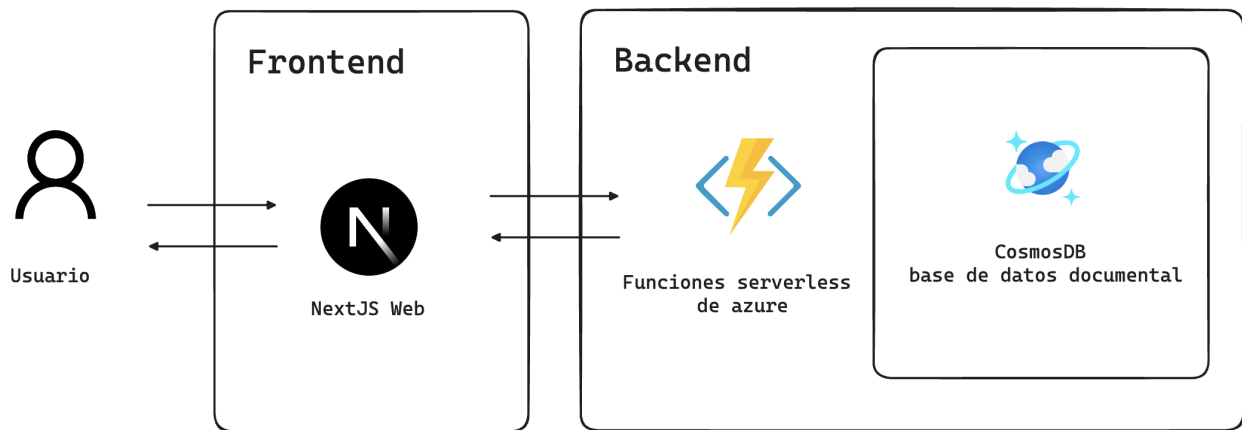 Frontend
Backend
Usuario
NextJS Web
Funciones serverless
de azure
CosmosDB
base de datos documental